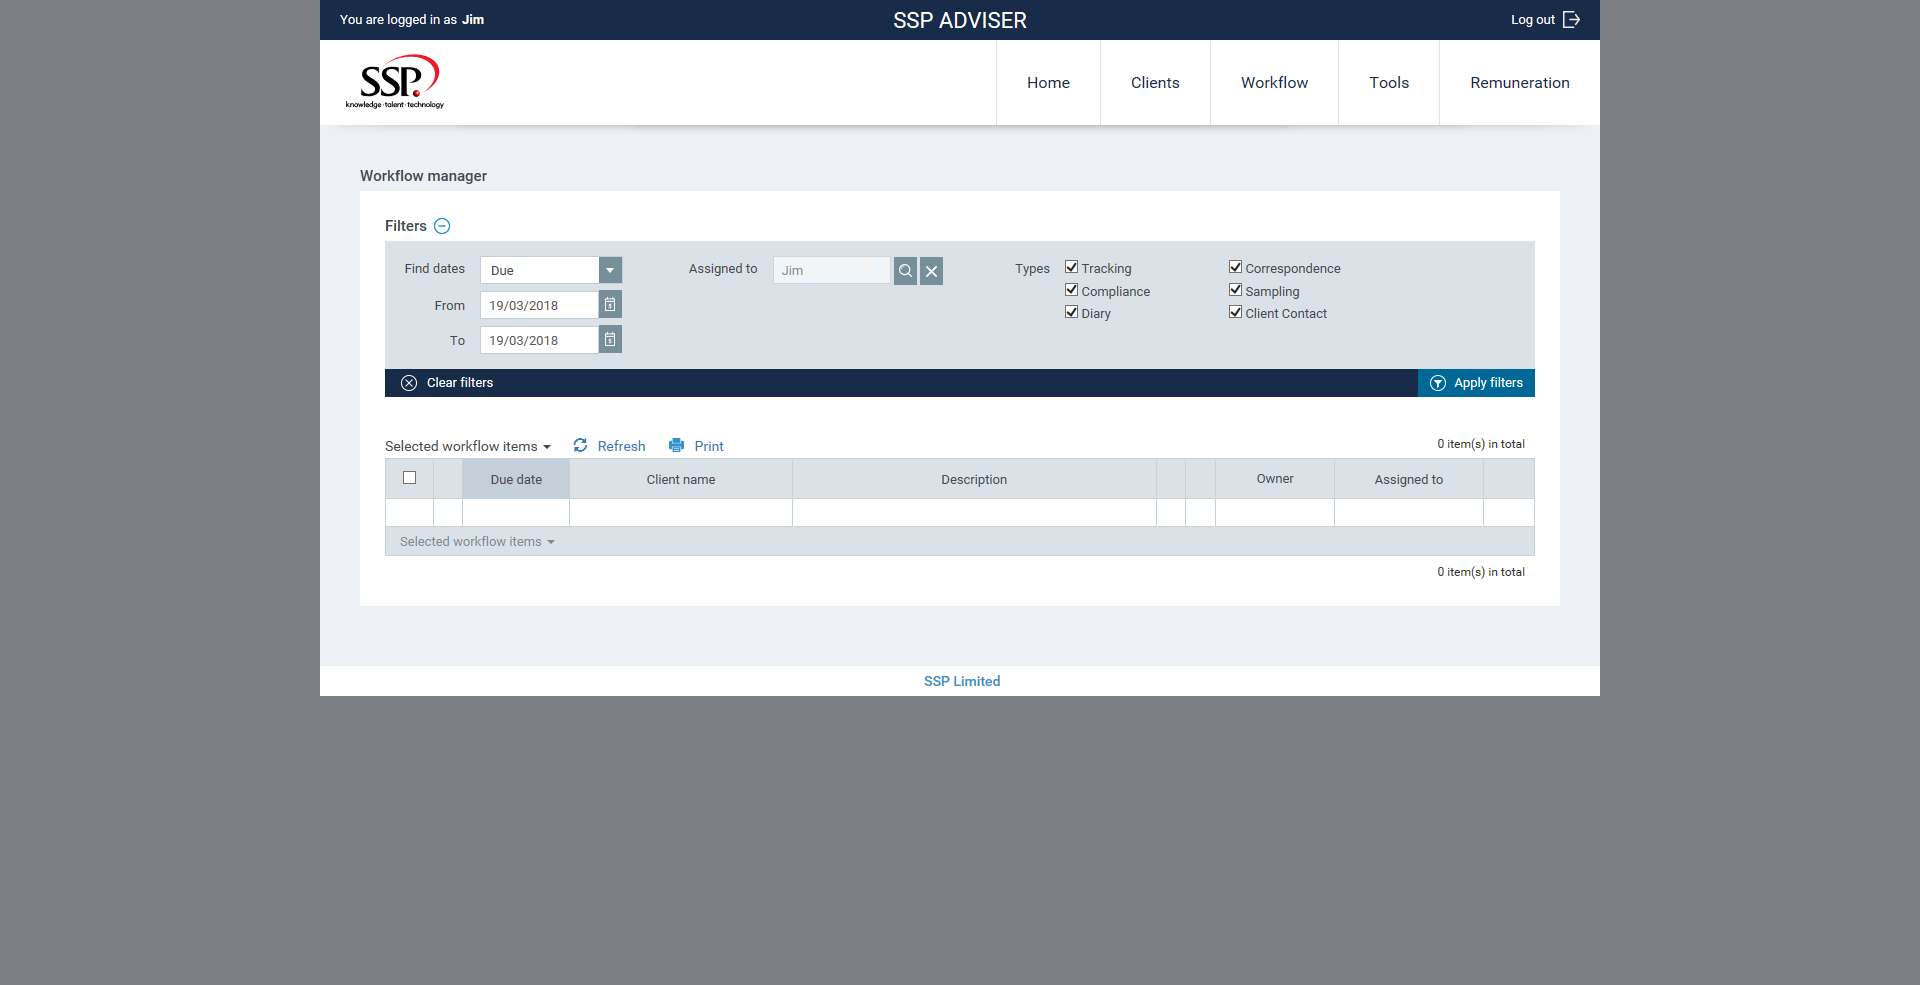 You are logged in as Jim
SSP ADVISER
Log out
SSP.
knowledge·talent·technology
Home
Clients
Workflow
Tools
Remuneration
Workflow manager
Filters
Find dates
Due
Assigned to
Jim
Types
Tracking
Correspondence
From
19/03/2018
Compliance
Sampling
Diary
Client Contact
To
19/03/2018
Clear filters
Apply filters
Selected workflow items
Refresh
Print
0 item(s) in total
Due date
Client name
Description
Owner
Assigned to
Selected workflow items
0 item(s) in total
SSP Limited